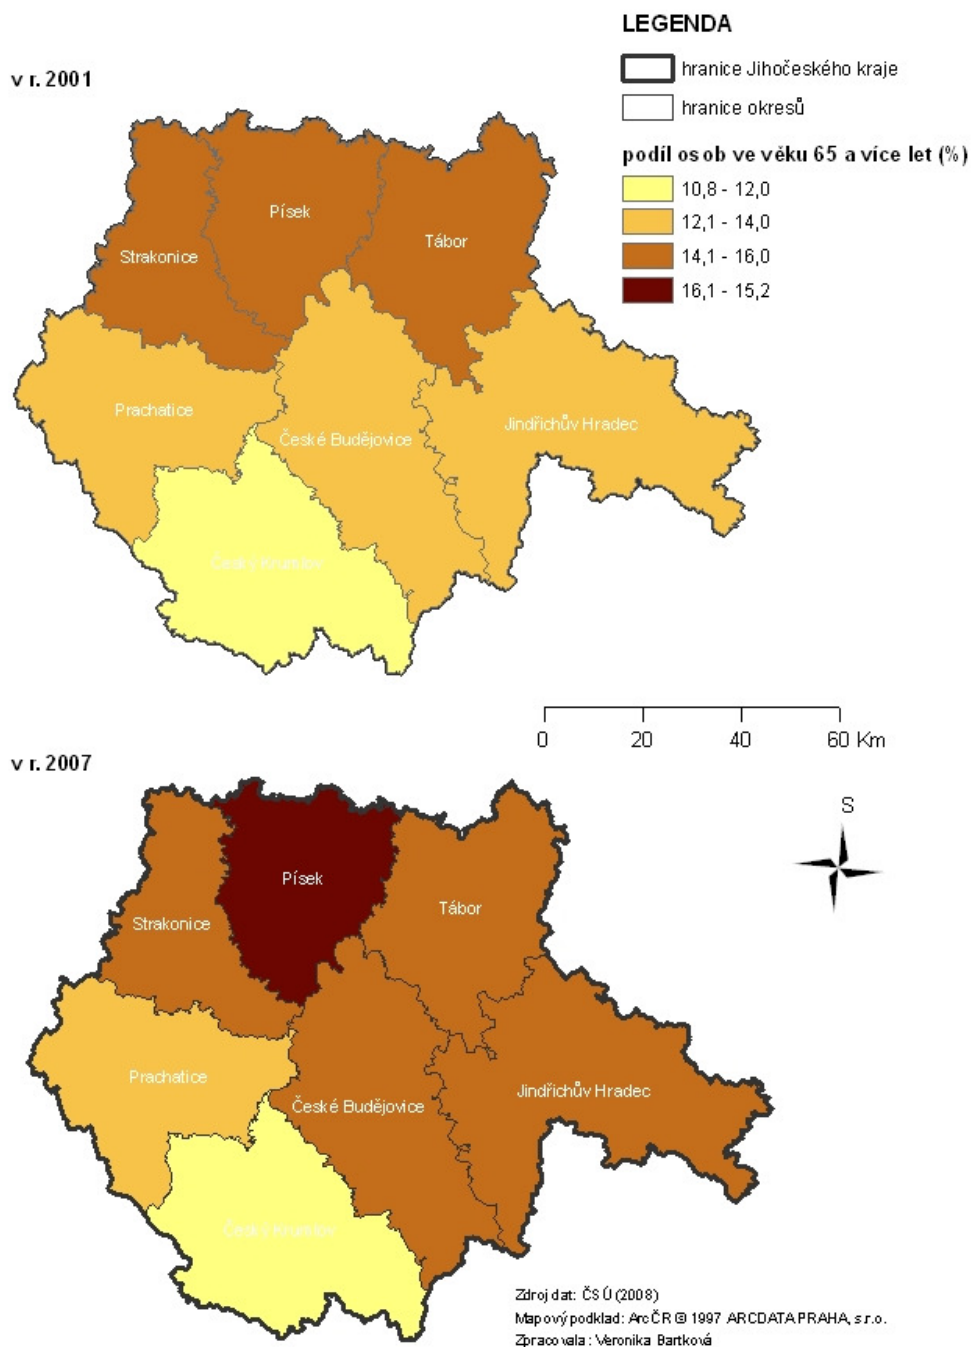 LEGENDA
hranice Jihočeského kraje
hranice okresů
podíl osob ve věku 65 a více let (%)
10,8 - 12,0
12,1 - 14,0
14,1 - 16,0
16,1 - 15,2
v r. 2001
Písek
Tábor
Strakonice
Prachatice
Jindřichův Hradec
České Budějovice
Český Krumlov
0 20 40 60 Km
v r. 2007
S
Písek
Tábor
Strakonice
Prachatice
Jindřichův Hradec
České Budějovice
Český Krumlov
Zdroj dat: ČSÚ (2008)
Mapový podklad: ArcČR © 1997 ARCDATA PRAHA, s.r.o.
Zpracovala: Veronika Bartková